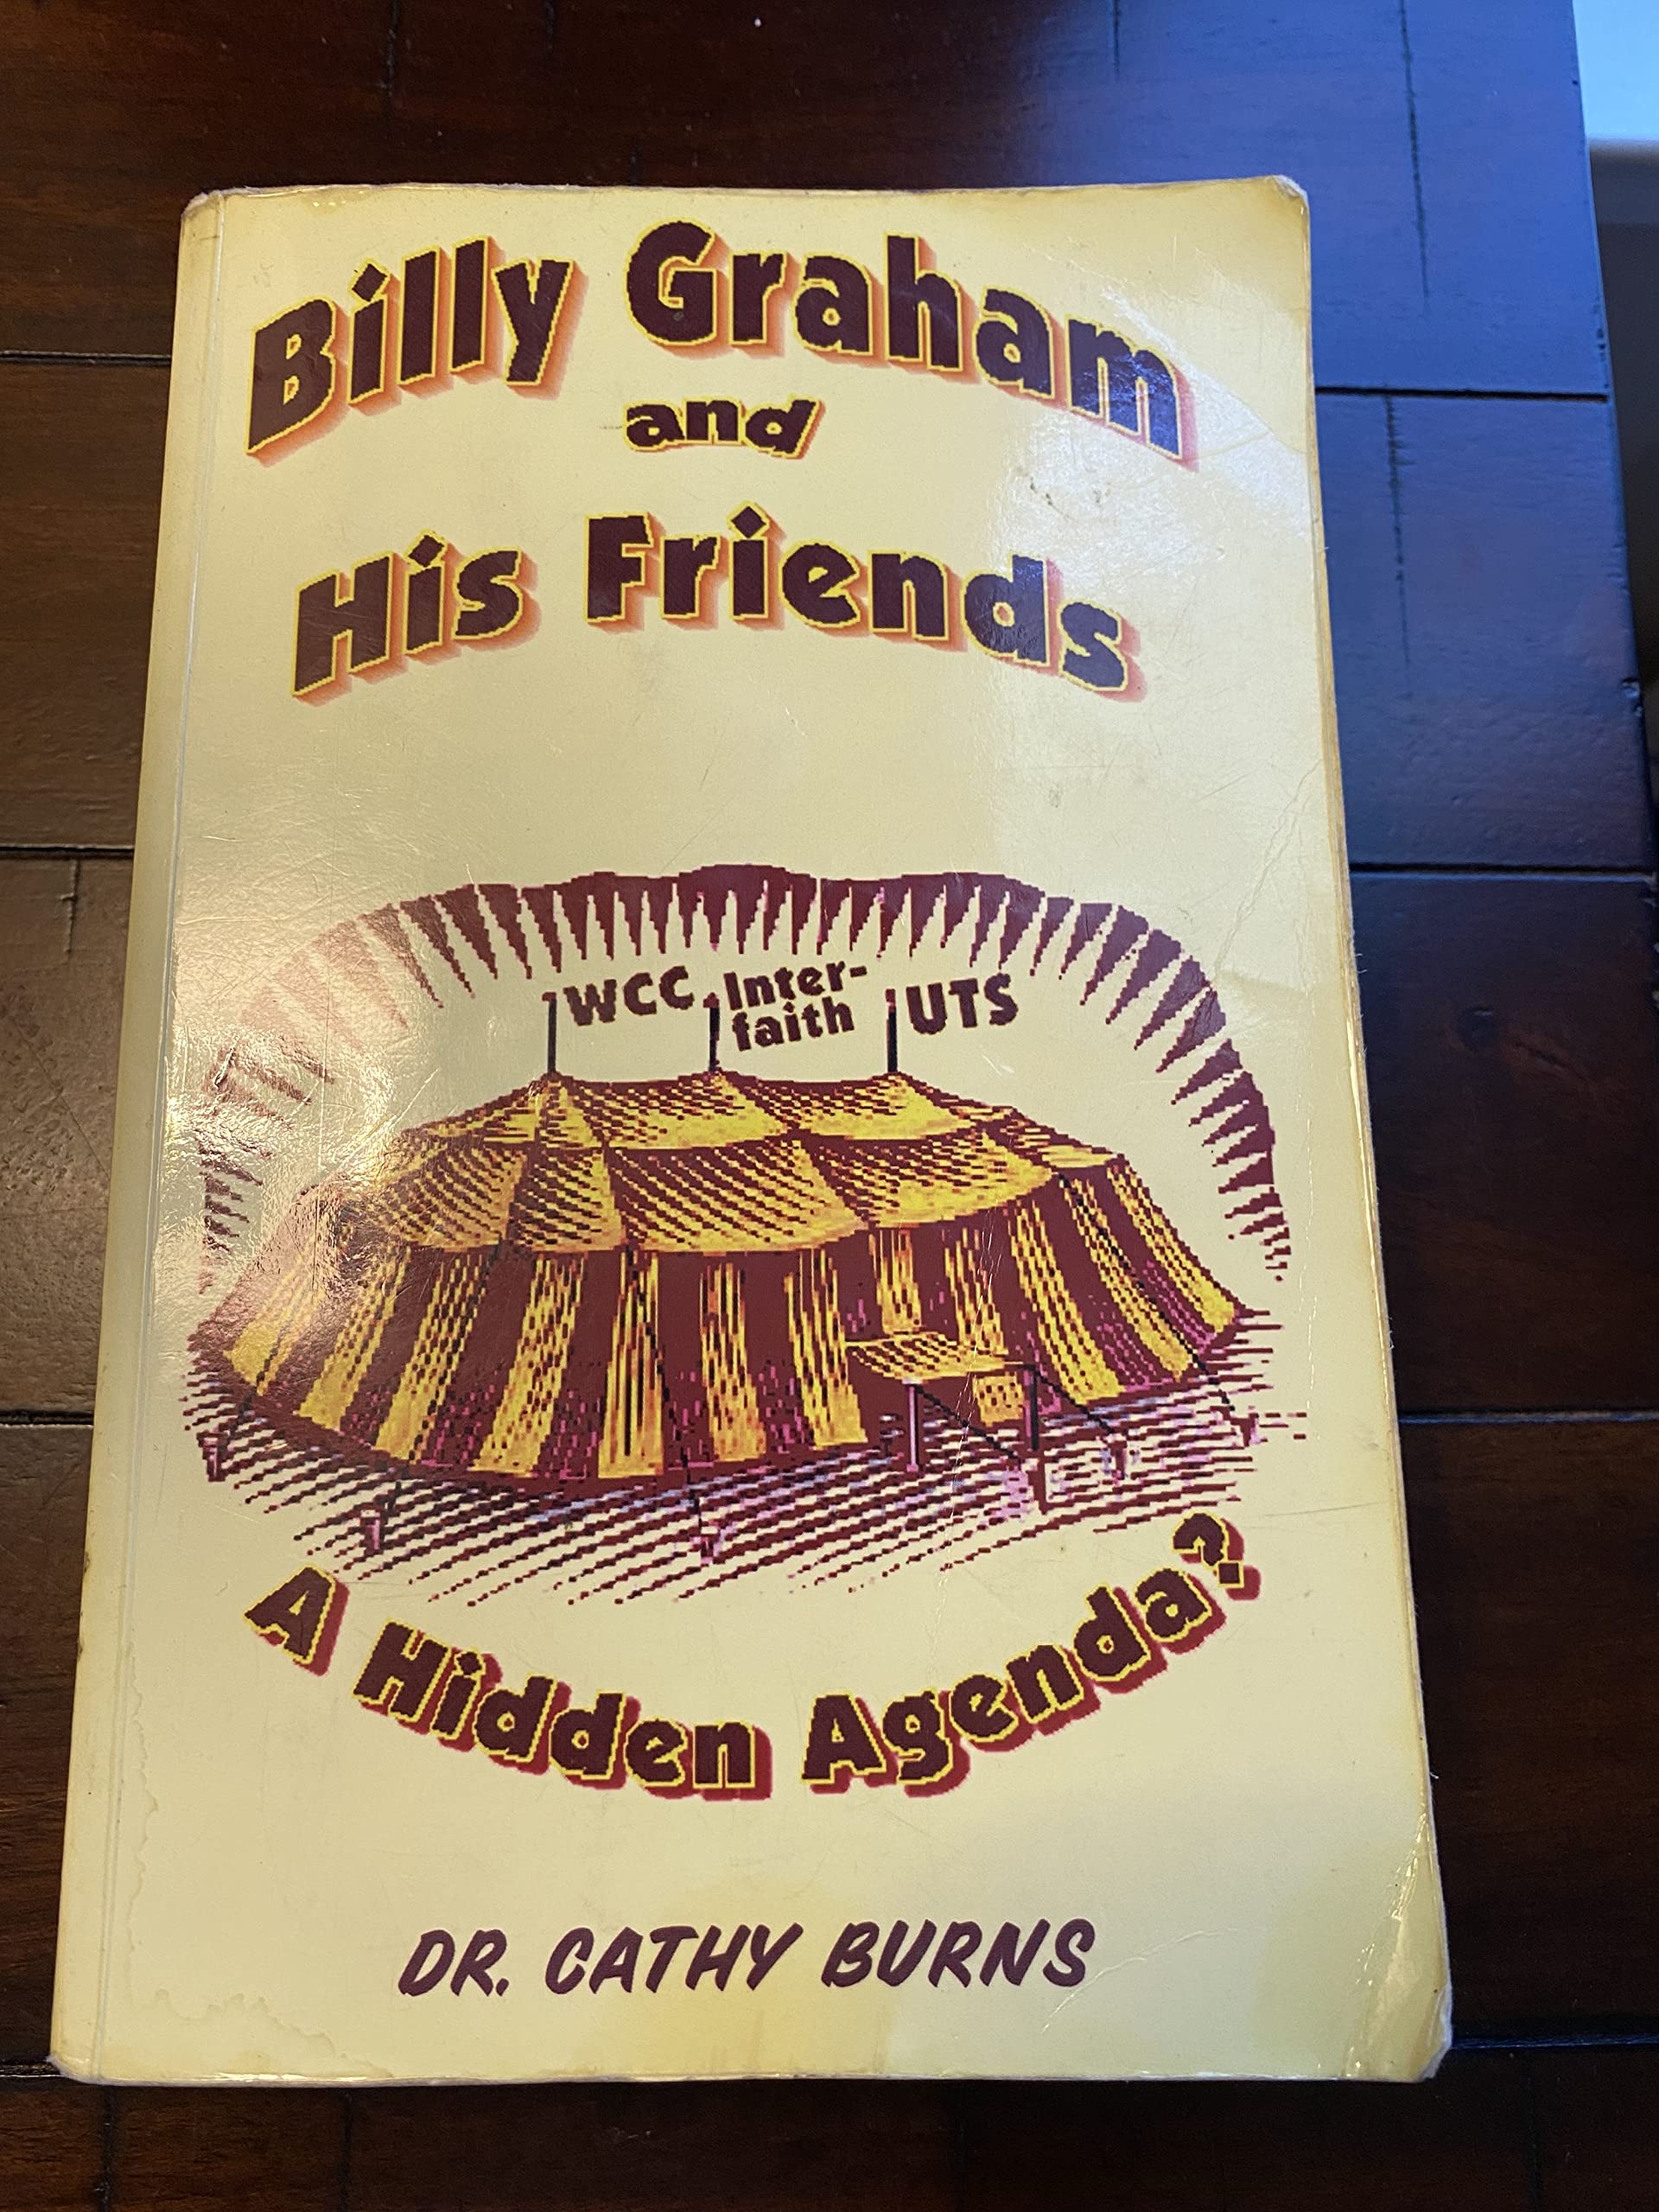 Billy Graham
and
His Friends
WCC Inter-
faith UTS
A Hidden Agenda?
DR. CATHY BURNS